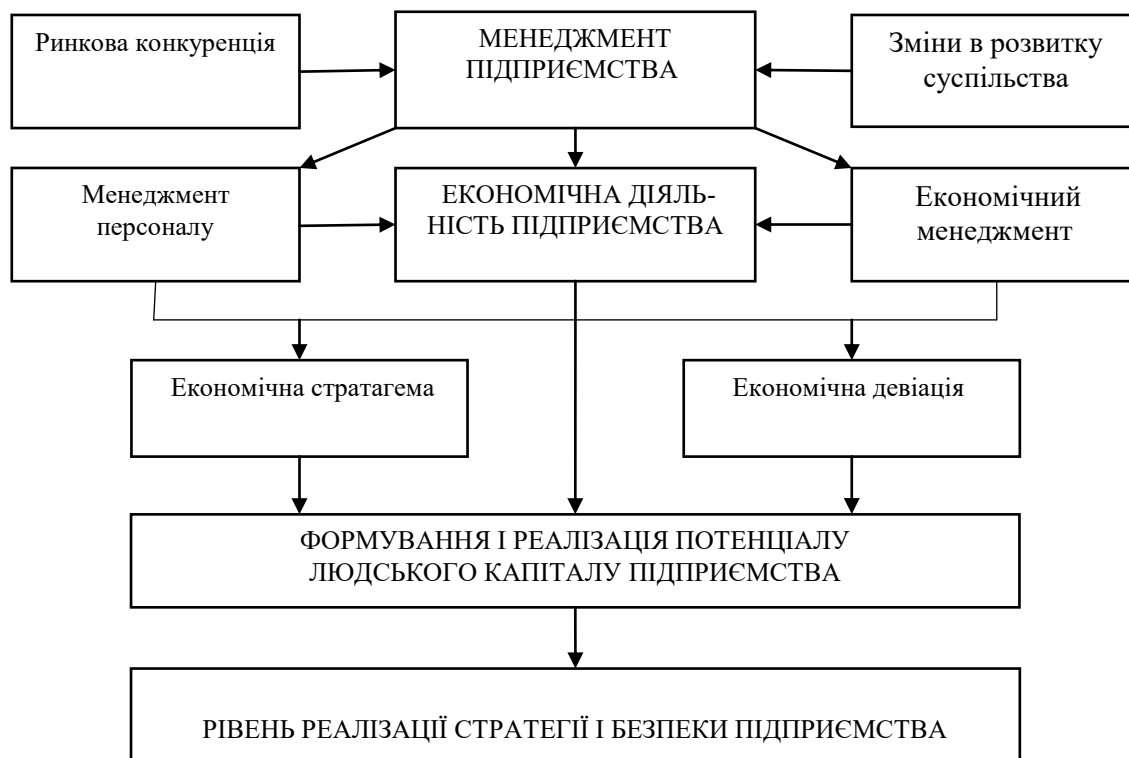 Ринкова конкуренція
МЕНЕДЖМЕНТ
ПІДПРИЄМСТВА
Зміни в розвитку
суспільства
Менеджмент
персоналу
ЕКОНОМІЧНА ДІЯЛЬ-
НІСТЬ ПІДПРИЄМСТВА
Економічний
менеджмент
Економічна стратагема
Економічна девіація
ФОРМУВАННЯ І РЕАЛІЗАЦІЯ ПОТЕНЦІАЛУ
ЛЮДСЬКОГО КАПІТАЛУ ПІДПРИЄМСТВА
РІВЕНЬ РЕАЛІЗАЦІЇ СТРАТЕГІЇ І БЕЗПЕКИ ПІДПРИЄМСТВА